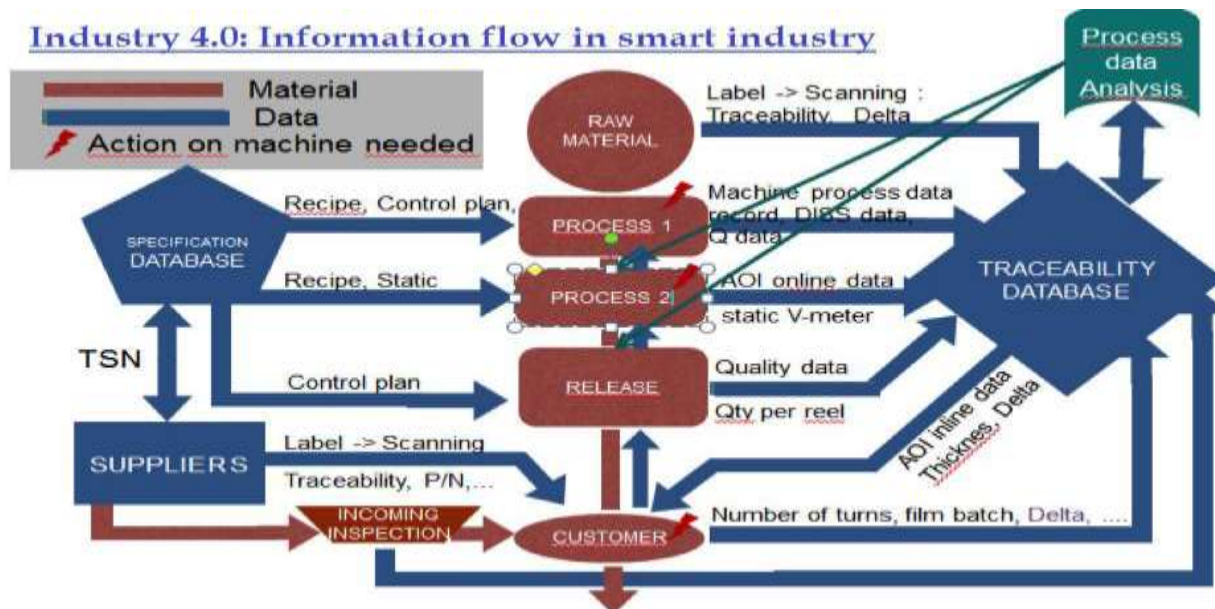 Industry 4.0: Information flow in smart industry
Material
Data
Action on machine needed
Process
data
Analysis
RAW
MATERIAL
Label -> Scanning :
Traceability, Delta
SPECIFICATION
DATABASE
Recipe, Control plan,
PROCESS 1
Machine process data
record, DISS data,
Q data
TRACEABILITY
DATABASE
Recipe, Static
PROCESS 2
AOI online data
static V-meter
TSN
Control plan
RELEASE
Quality data
Qty per reel
AOI inline data
Thicknes, Delta
SUPPLIERS
Label -> Scanning
Traceability, P/N,...
INCOMING
INSPECTION
CUSTOMER
Number of turns, film batch, Delta, ....